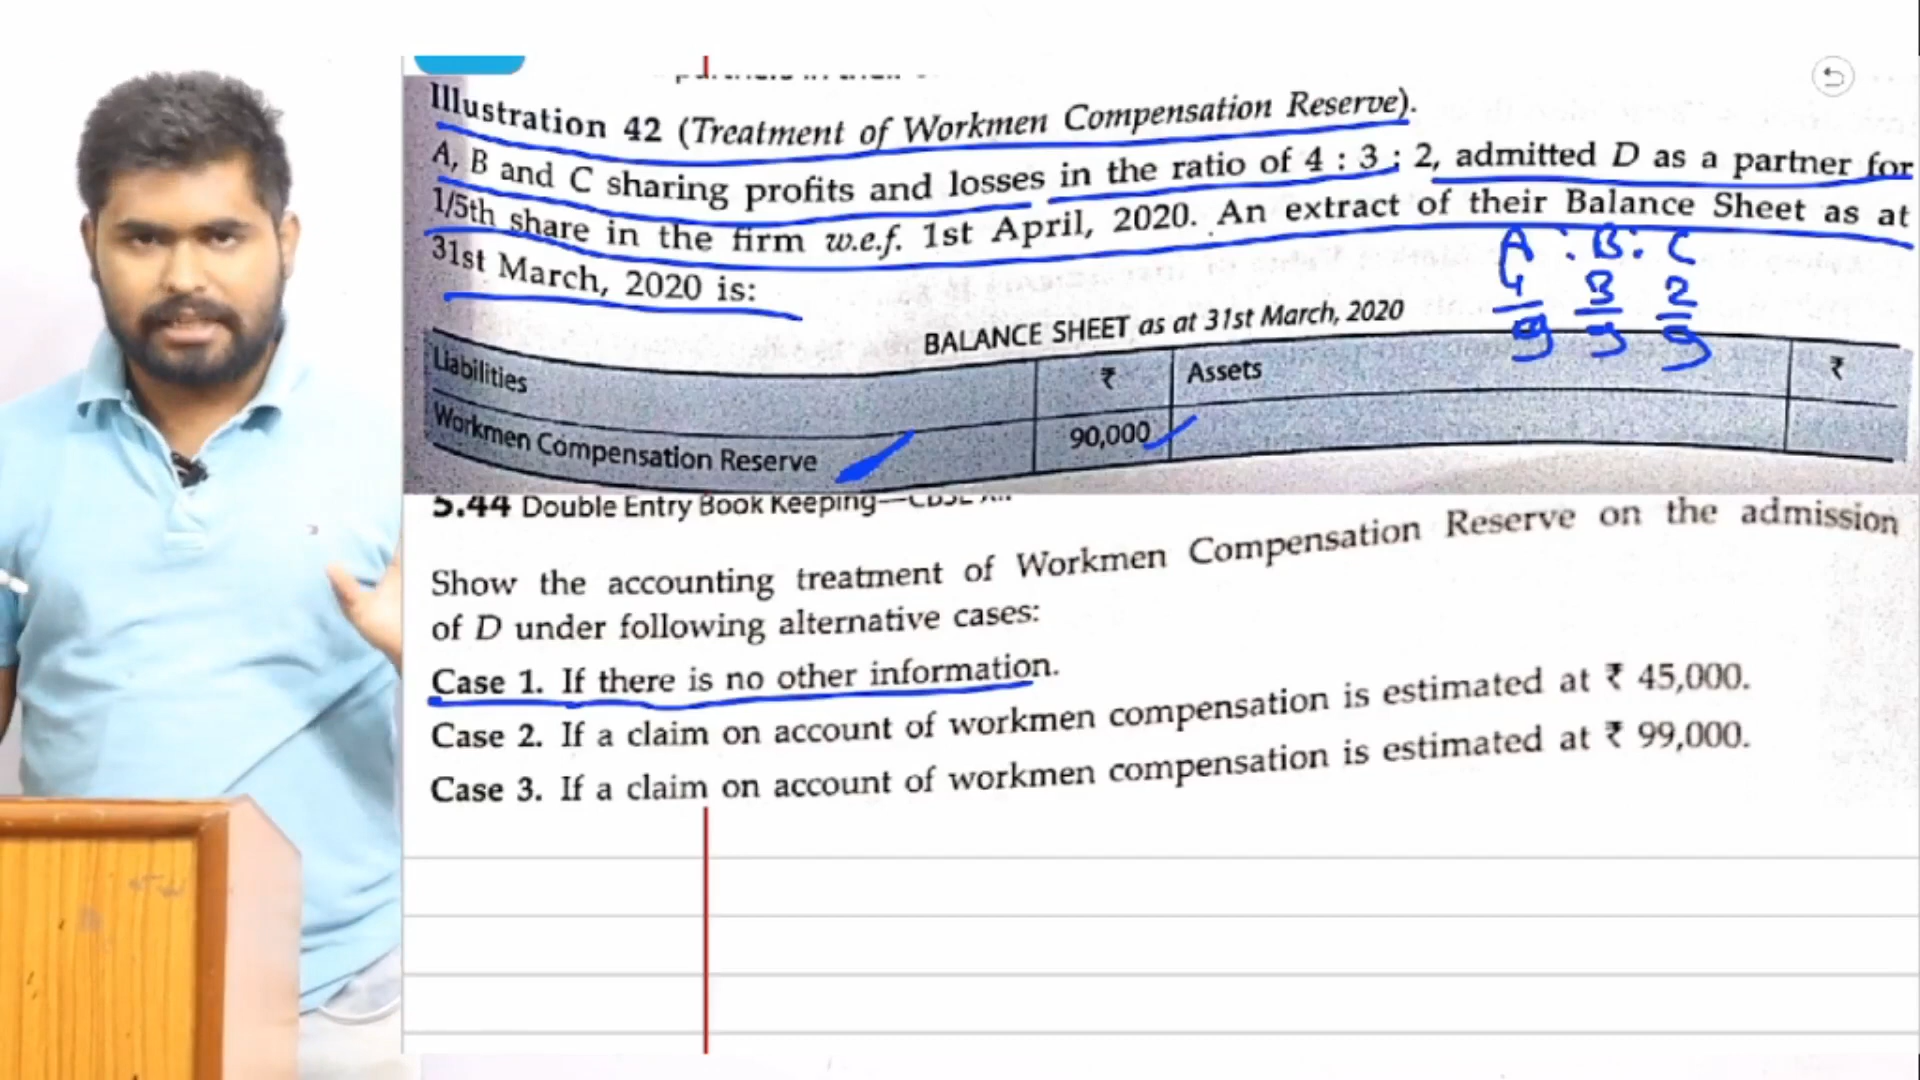 Illustration 42 (Treatment of Workmen Compensation Reserve).
A, B and C sharing profits and losses in the ratio of 4 : 3 : 2, admitted D as a partner for
1/5th share in the firm w.e.f. 1st April, 2020. An extract of their Balance Sheet as at
31st March, 2020 is:
A : B : C
4 3 2
9 9 9
BALANCE SHEET as at 31st March, 2020
Liabilities ₹ Assets ₹
Workmen Compensation Reserve 90,000
5.44 Double Entry Book Keeping—CBSE XII
Show the accounting treatment of Workmen Compensation Reserve on the admission
of D under following alternative cases:
Case 1. If there is no other information.
Case 2. If a claim on account of workmen compensation is estimated at ₹ 45,000.
Case 3. If a claim on account of workmen compensation is estimated at ₹ 99,000.